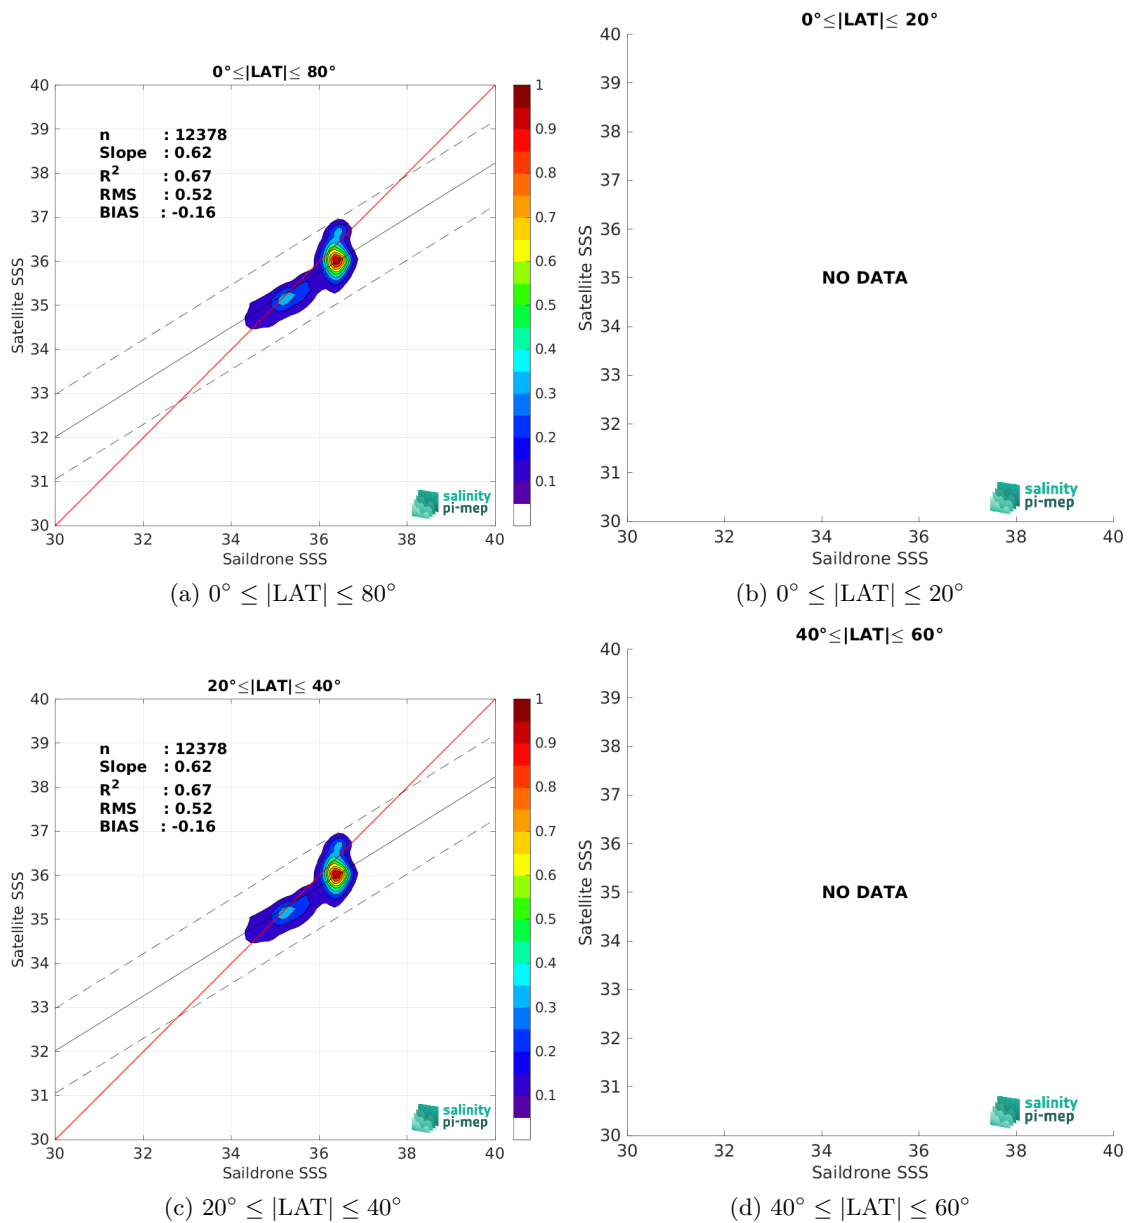 0°≤|LAT|≤ 80°
40
39
38
37
36
35
34
33
32
31
30
Satellite SSS
n : 12378
Slope : 0.62
R² : 0.67
RMS : 0.52
BIAS : -0.16
salinity
pi-mep
30 32 34 36 38 40
Saildrone SSS
1
0.9
0.8
0.7
0.6
0.5
0.4
0.3
0.2
0.1
(a) 0° ≤ |LAT| ≤ 80°
0°≤|LAT|≤ 20°
40
39
38
37
36
35
34
33
32
31
30
Satellite SSS
NO DATA
salinity
pi-mep
30 32 34 36 38 40
Saildrone SSS
(b) 0° ≤ |LAT| ≤ 20°
20°≤|LAT|≤ 40°
40
39
38
37
36
35
34
33
32
31
30
Satellite SSS
n : 12378
Slope : 0.62
R² : 0.67
RMS : 0.52
BIAS : -0.16
salinity
pi-mep
30 32 34 36 38 40
Saildrone SSS
1
0.9
0.8
0.7
0.6
0.5
0.4
0.3
0.2
0.1
(c) 20° ≤ |LAT| ≤ 40°
40°≤|LAT|≤ 60°
40
39
38
37
36
35
34
33
32
31
30
Satellite SSS
NO DATA
salinity
pi-mep
30 32 34 36 38 40
Saildrone SSS
(d) 40° ≤ |LAT| ≤ 60°